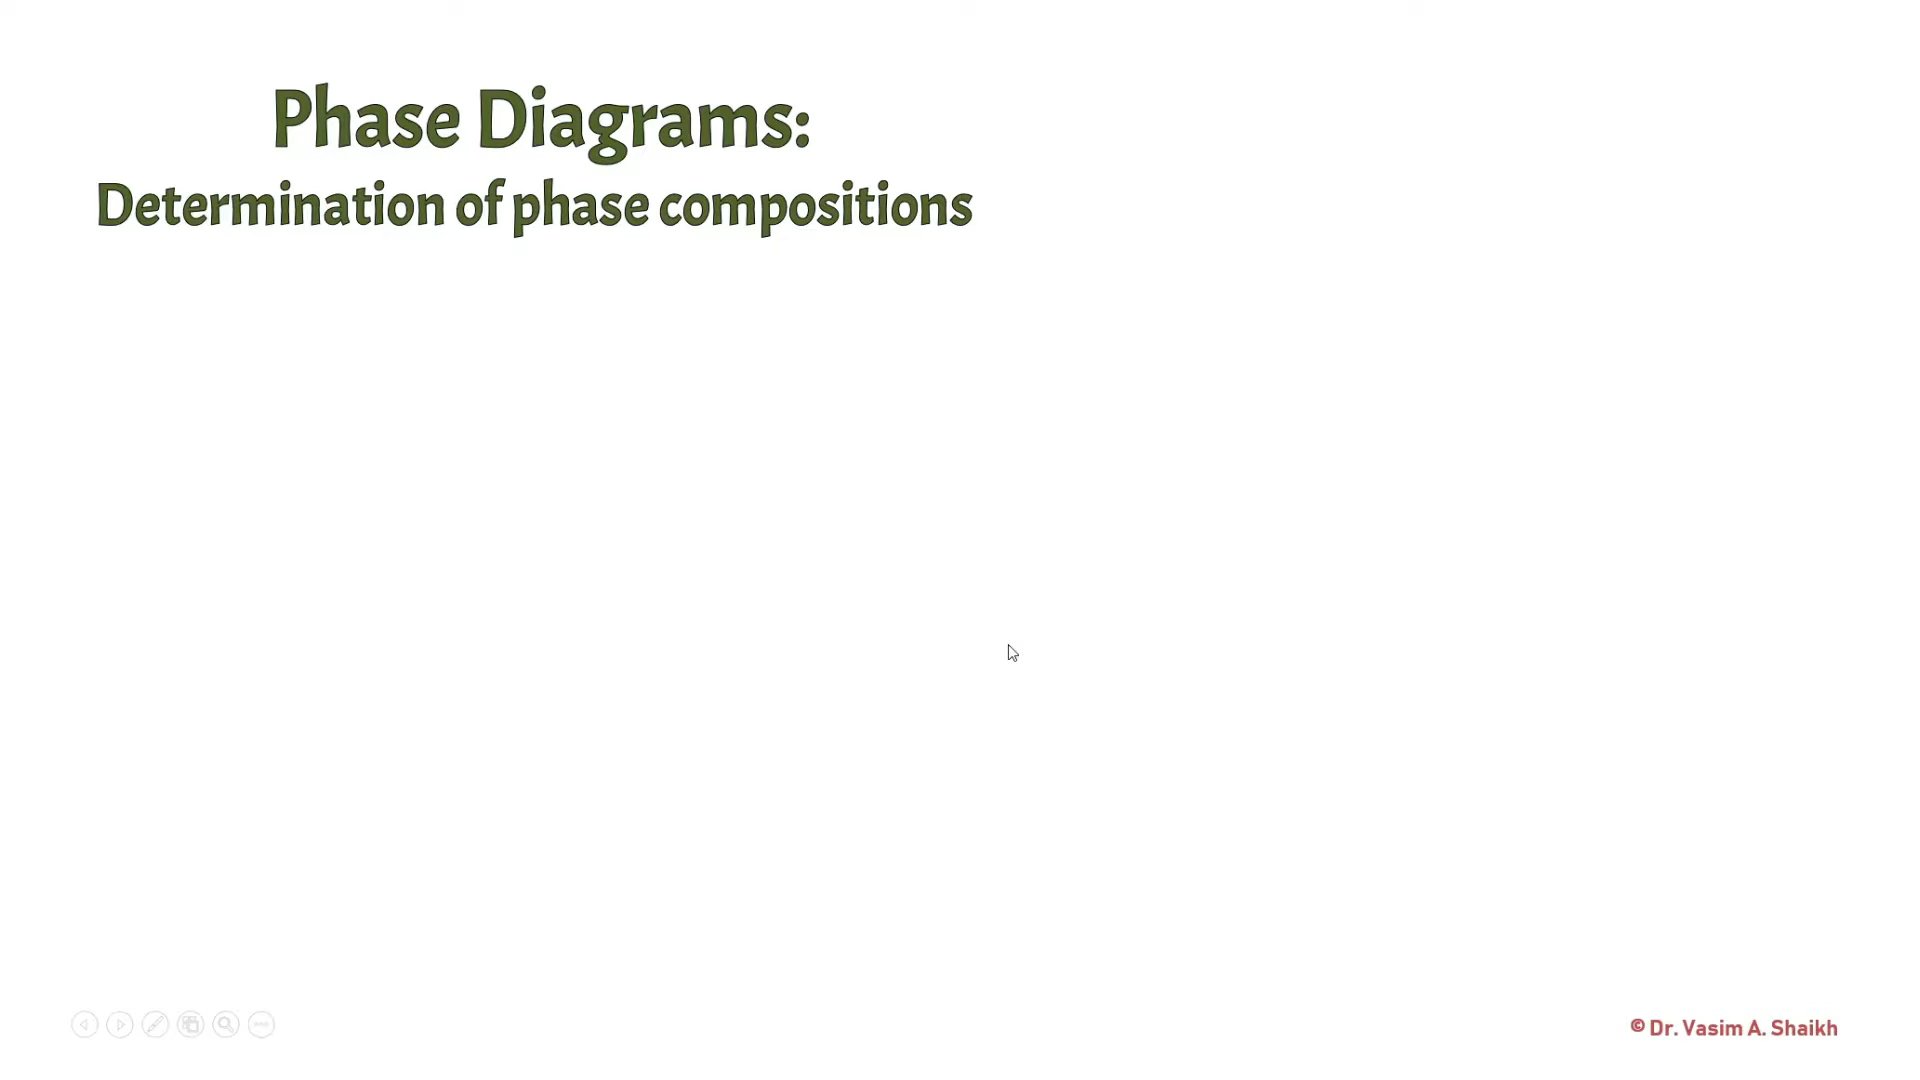 Phase Diagrams:
Determination of phase compositions
© Dr. Vasim A. Shaikh